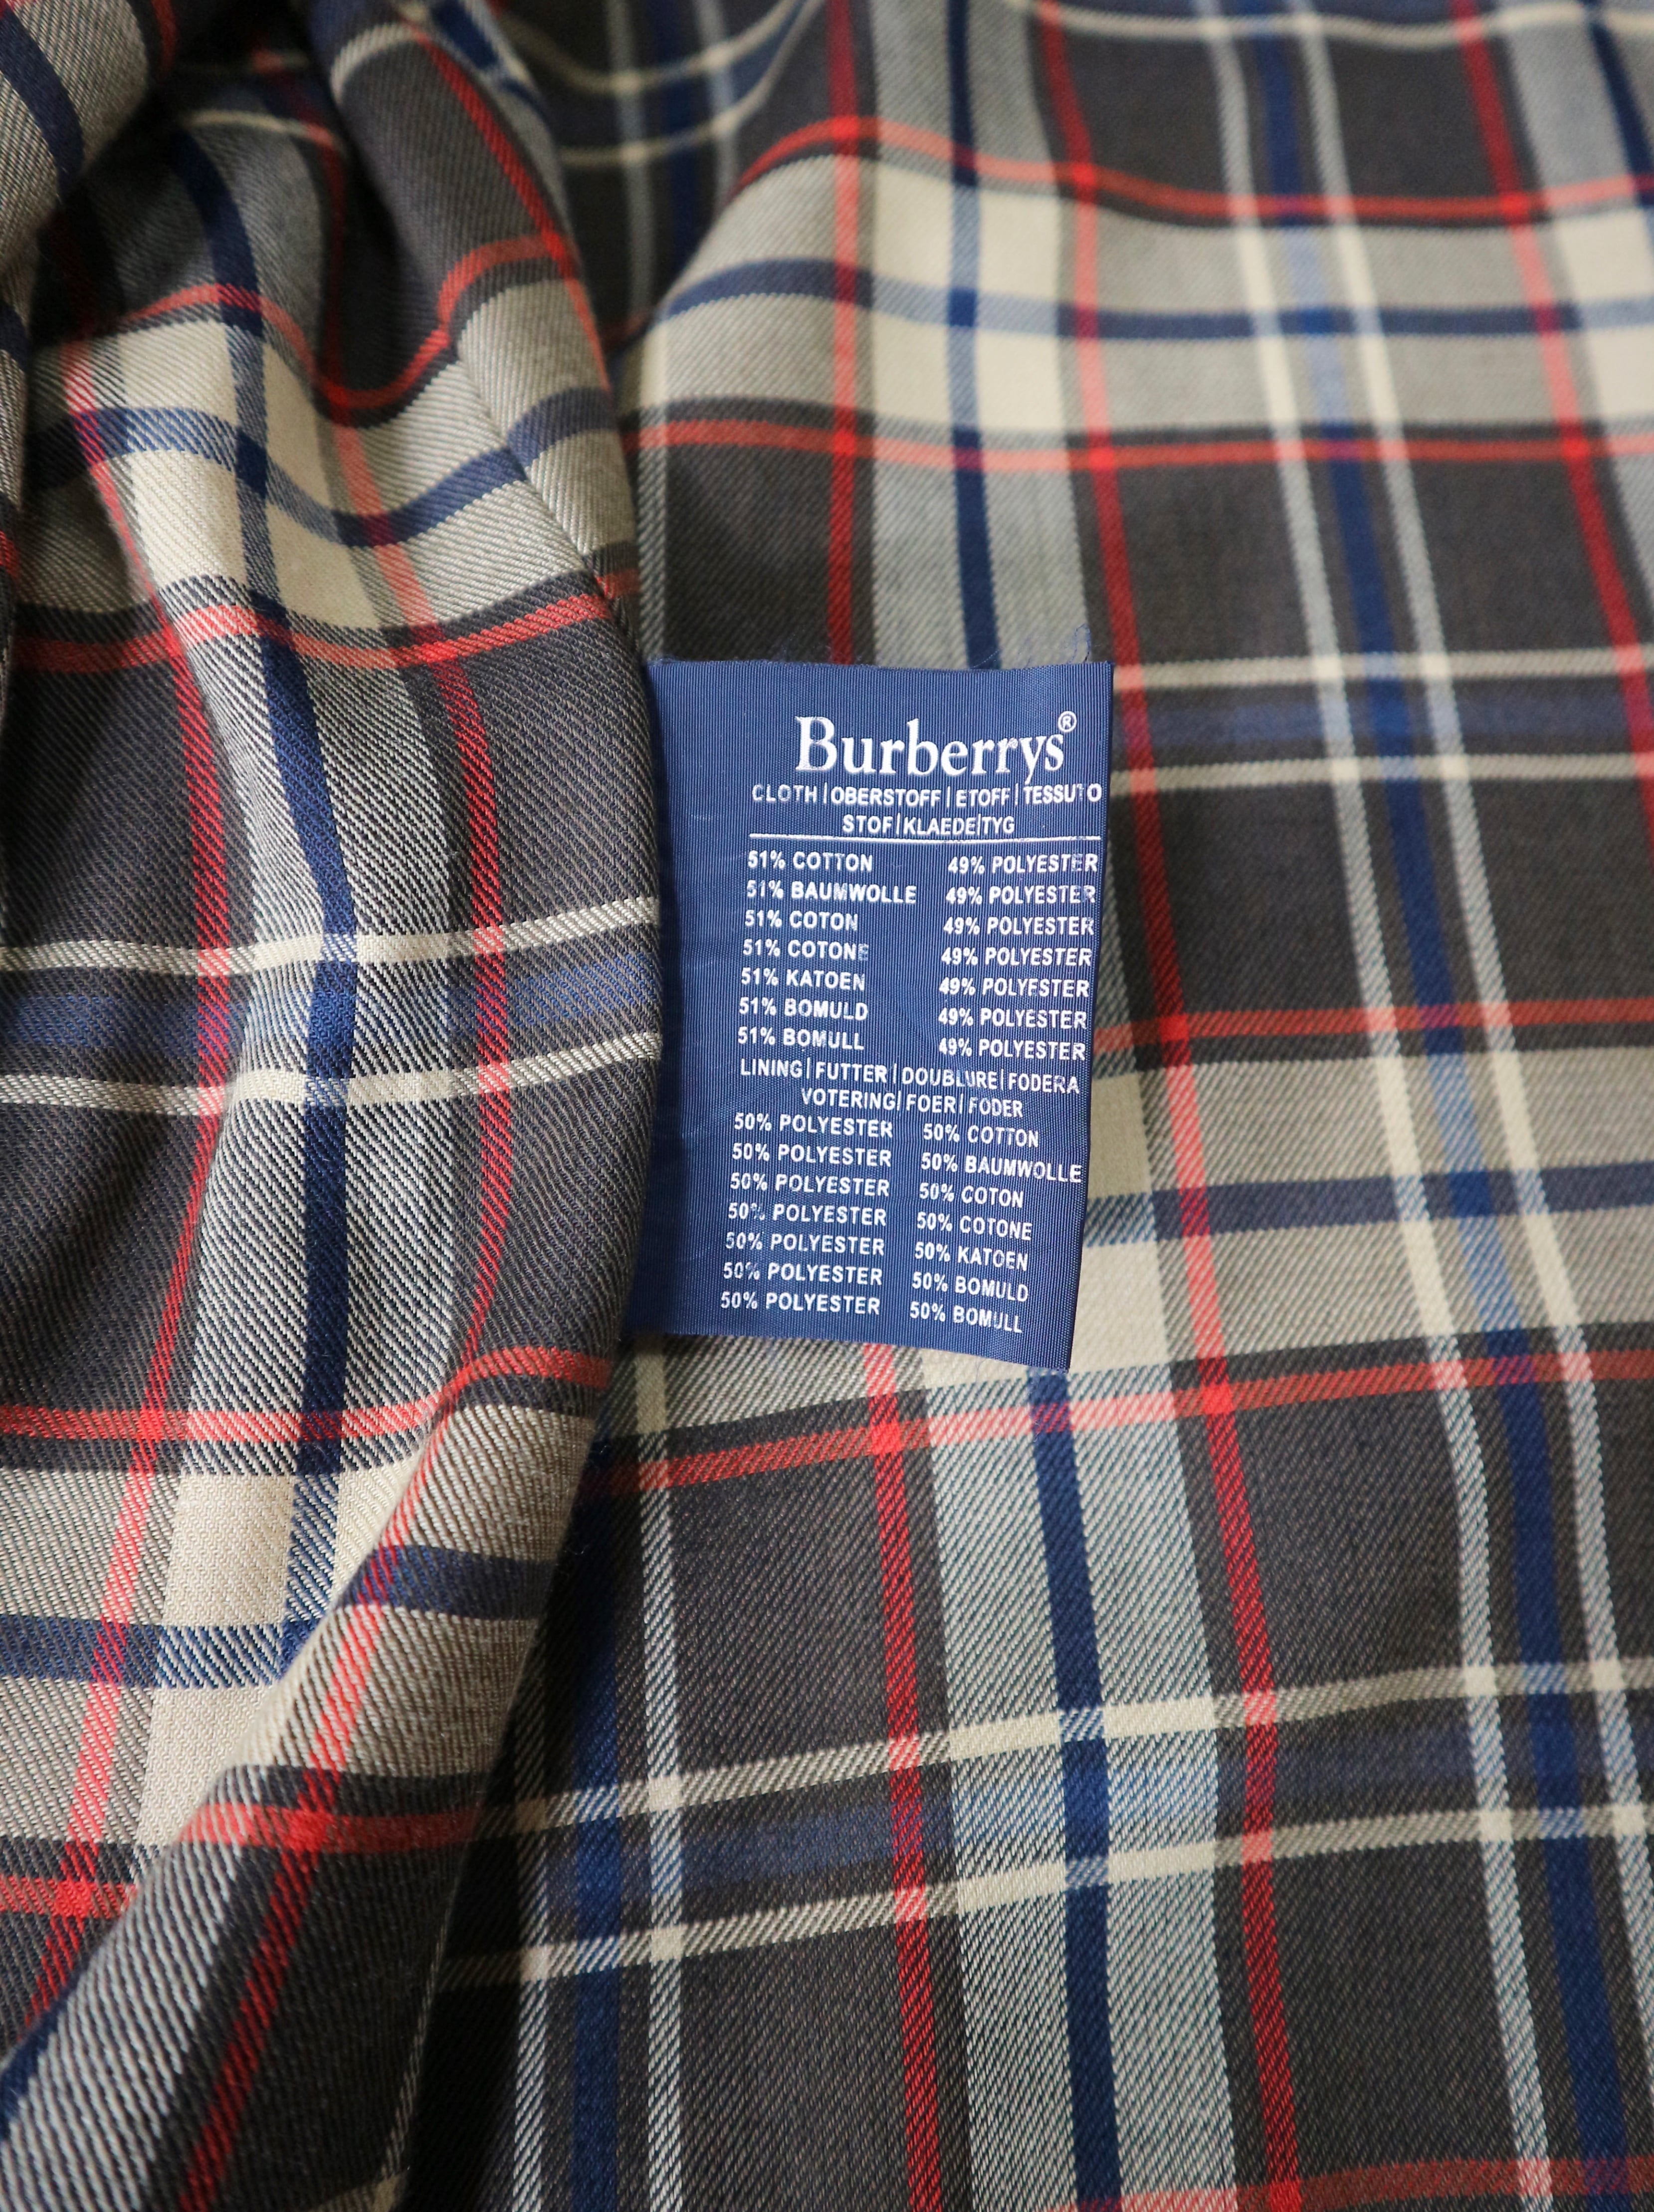 Burberrys®
CLOTH|OBERSTOFF|ETOFF|TESSUTO
STOF|KLAEDE|TYG
51% COTTON 49% POLYESTER
51% BAUMWOLLE 49% POLYESTER
51% COTON 49% POLYESTER
51% COTONE 49% POLYESTER
51% KATOEN 49% POLYESTER
51% BOMULD 49% POLYESTER
51% BOMULL 49% POLYESTER
LINING|FUTTER|DOUBLURE|FODERA
VOTERING|FOER|FODER
50% POLYESTER 50% COTTON
50% POLYESTER 50% BAUMWOLLE
50% POLYESTER 50% COTON
50% POLYESTER 50% COTONE
50% POLYESTER 50% KATOEN
50% POLYESTER 50% BOMULD
50% POLYESTER 50% BOMULL